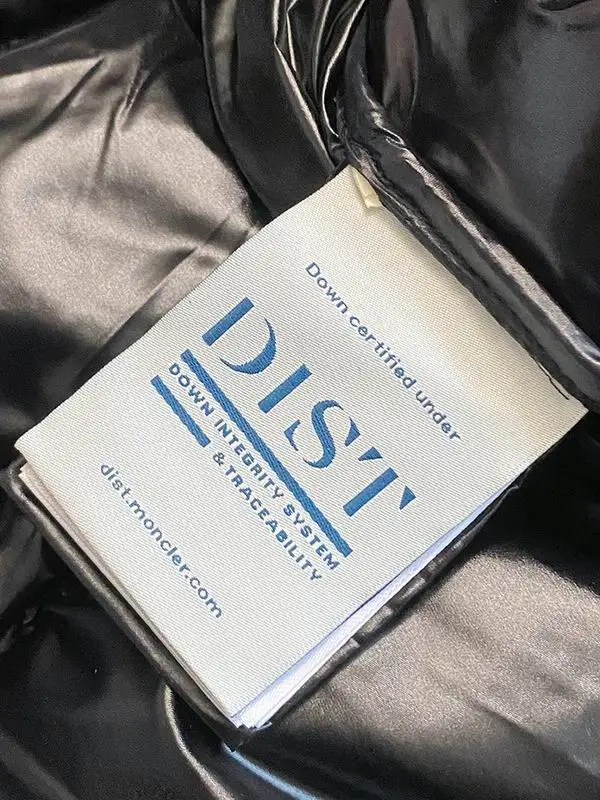 Down certified under
DIST
DOWN INTEGRITY SYSTEM
& TRACEABILITY
dist.moncler.com